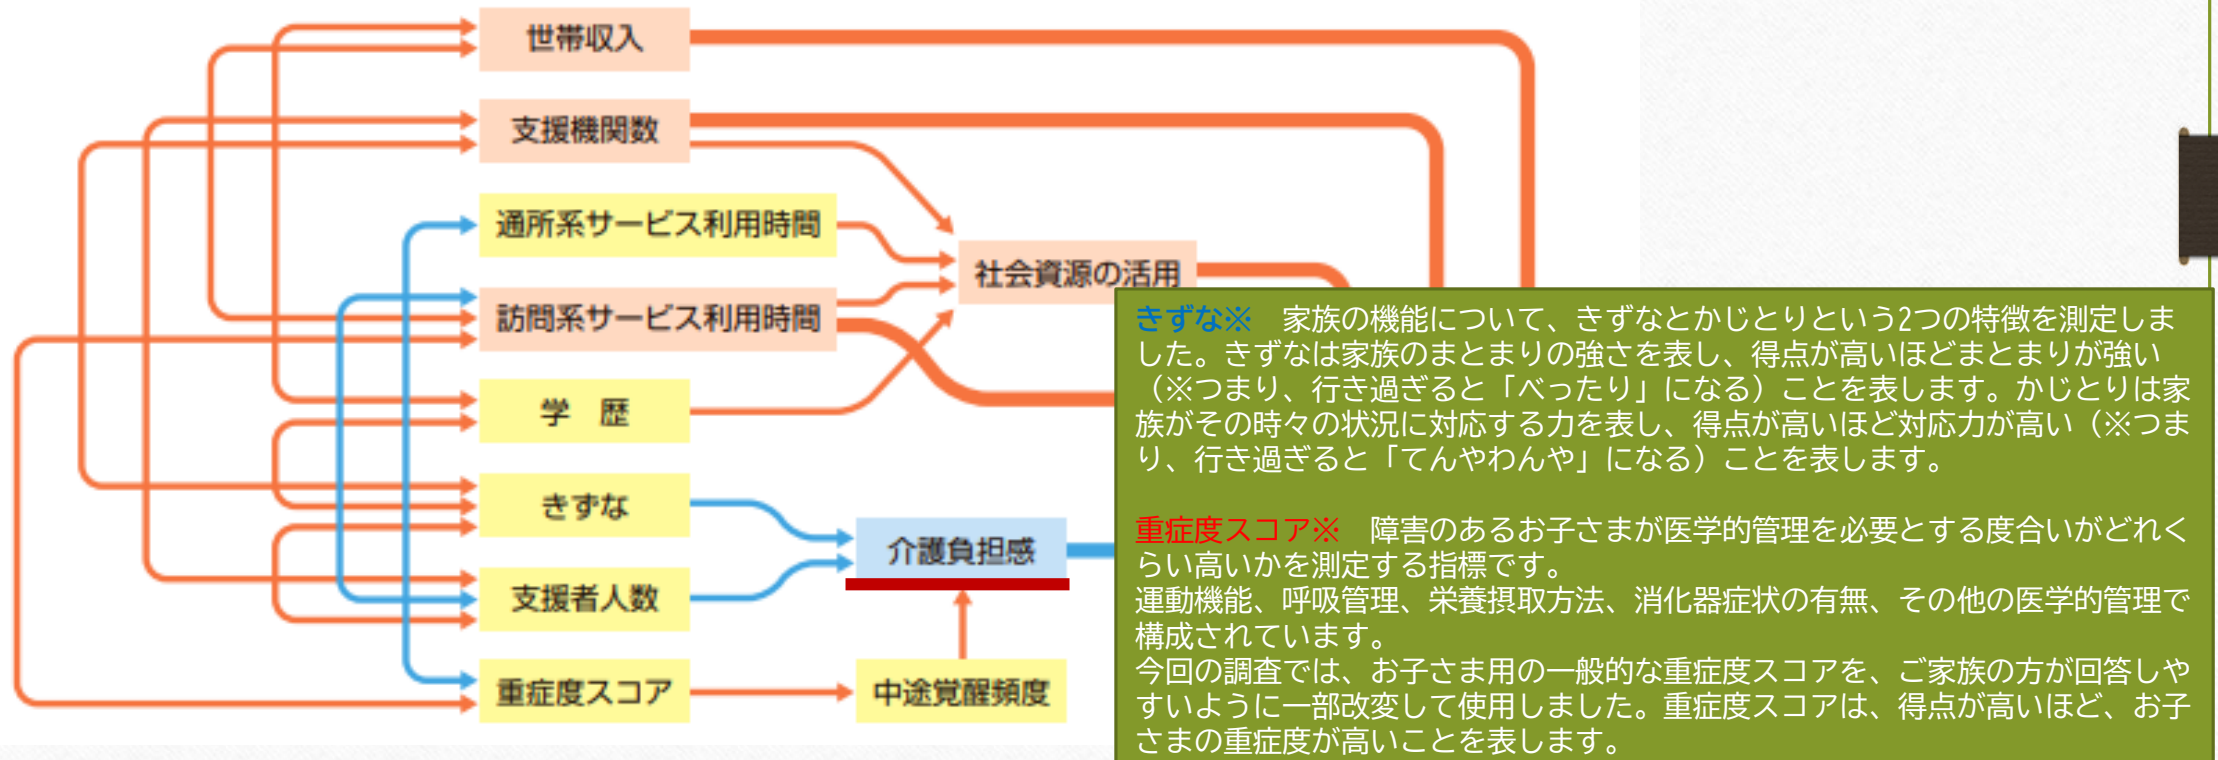 世帯収入
支援機関数
通所系サービス利用時間
社会資源の活用
訪問系サービス利用時間
学　歴
きずな
介護負担感
支援者人数
重症度スコア
中途覚醒頻度
きずな※　家族の機能について、きずなとかじとりという2つの特徴を測定しま
した。きずなは家族のまとまりの強さを表し、得点が高いほどまとまりが強い
（※つまり、行き過ぎると「べったり」になる）ことを表します。かじとりは家
族がその時々の状況に対応する力を表し、得点が高いほど対応力が高い（※つま
り、行き過ぎると「てんやわんや」になる）ことを表します。
重症度スコア※　障害のあるお子さまが医学的管理を必要とする度合いがどれく
らい高いかを測定する指標です。
運動機能、呼吸管理、栄養摂取方法、消化器症状の有無、その他の医学的管理で
構成されています。
今回の調査では、お子さま用の一般的な重症度スコアを、ご家族の方が回答しや
すいように一部改変して使用しました。重症度スコアは、得点が高いほど、お子
さまの重症度が高いことを表します。